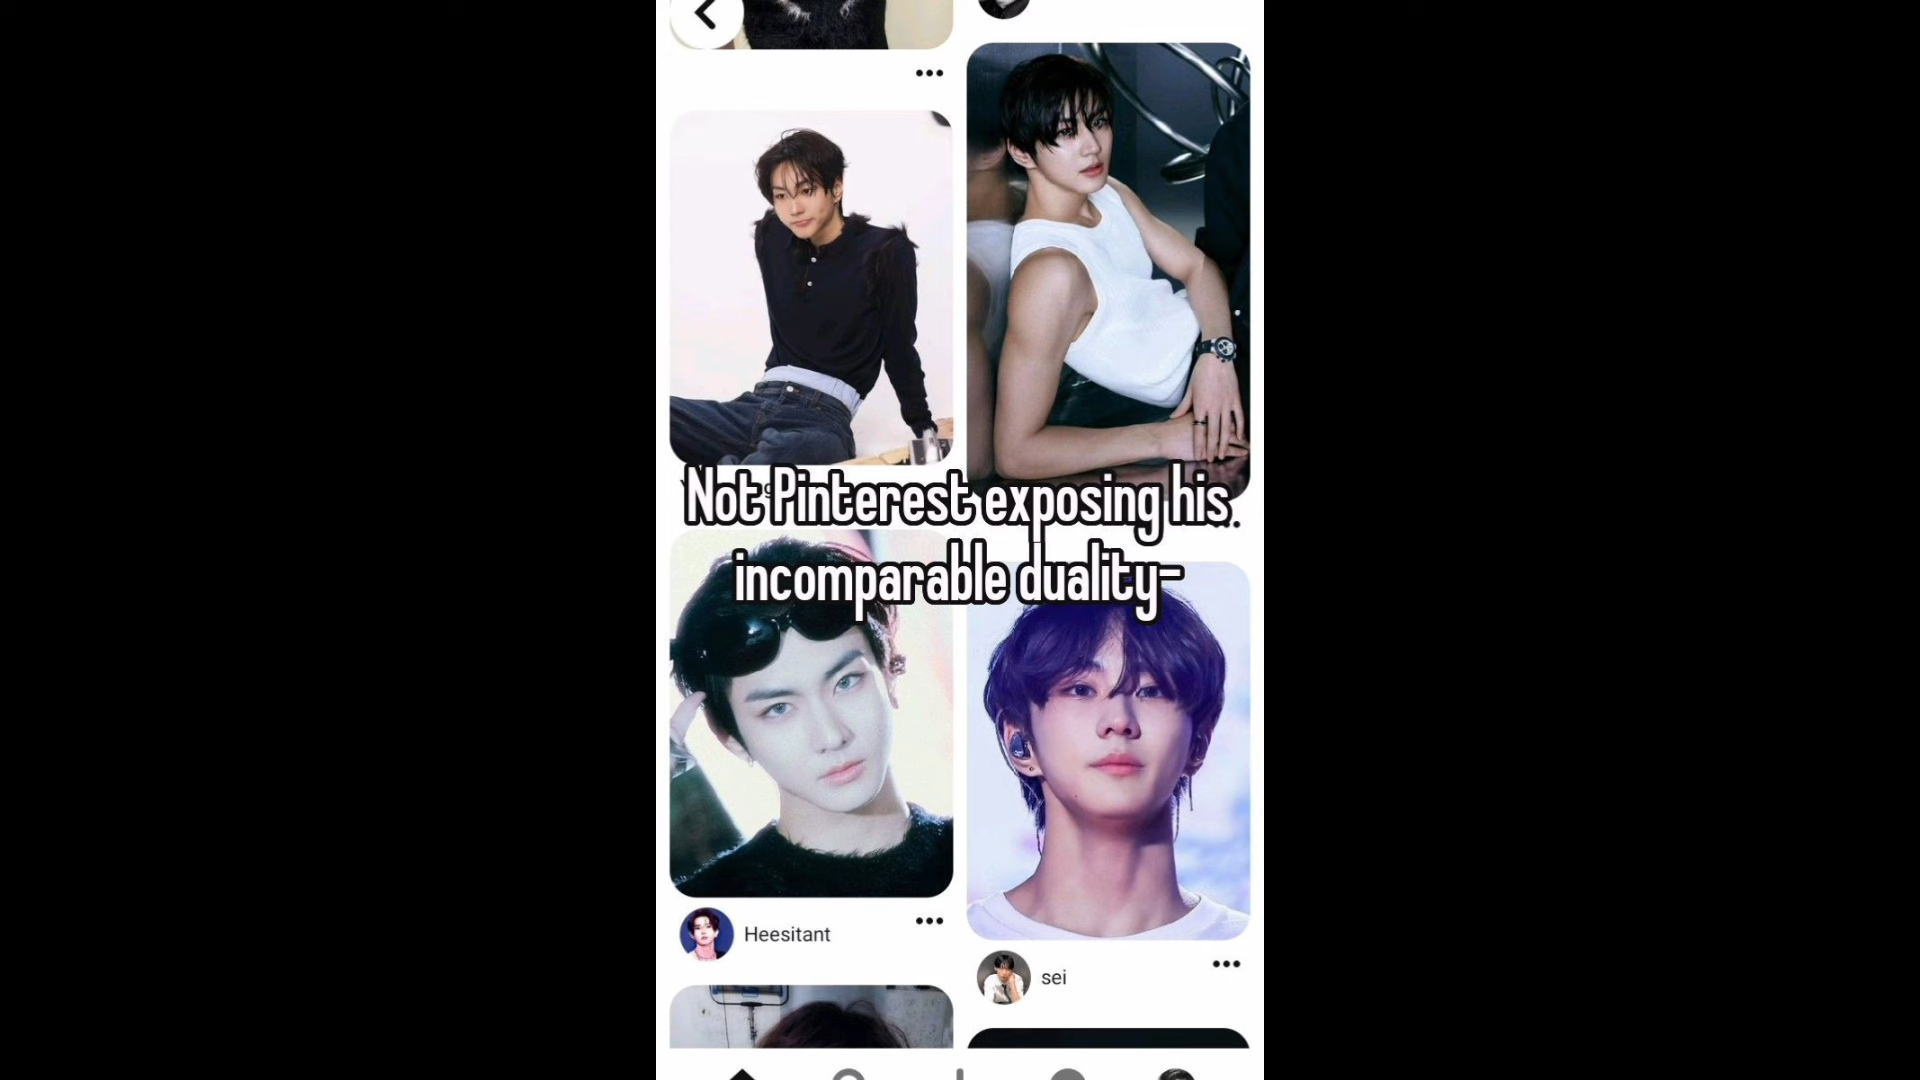 Not Pinterest exposing his
incomparable duality-
Heesitant
sei